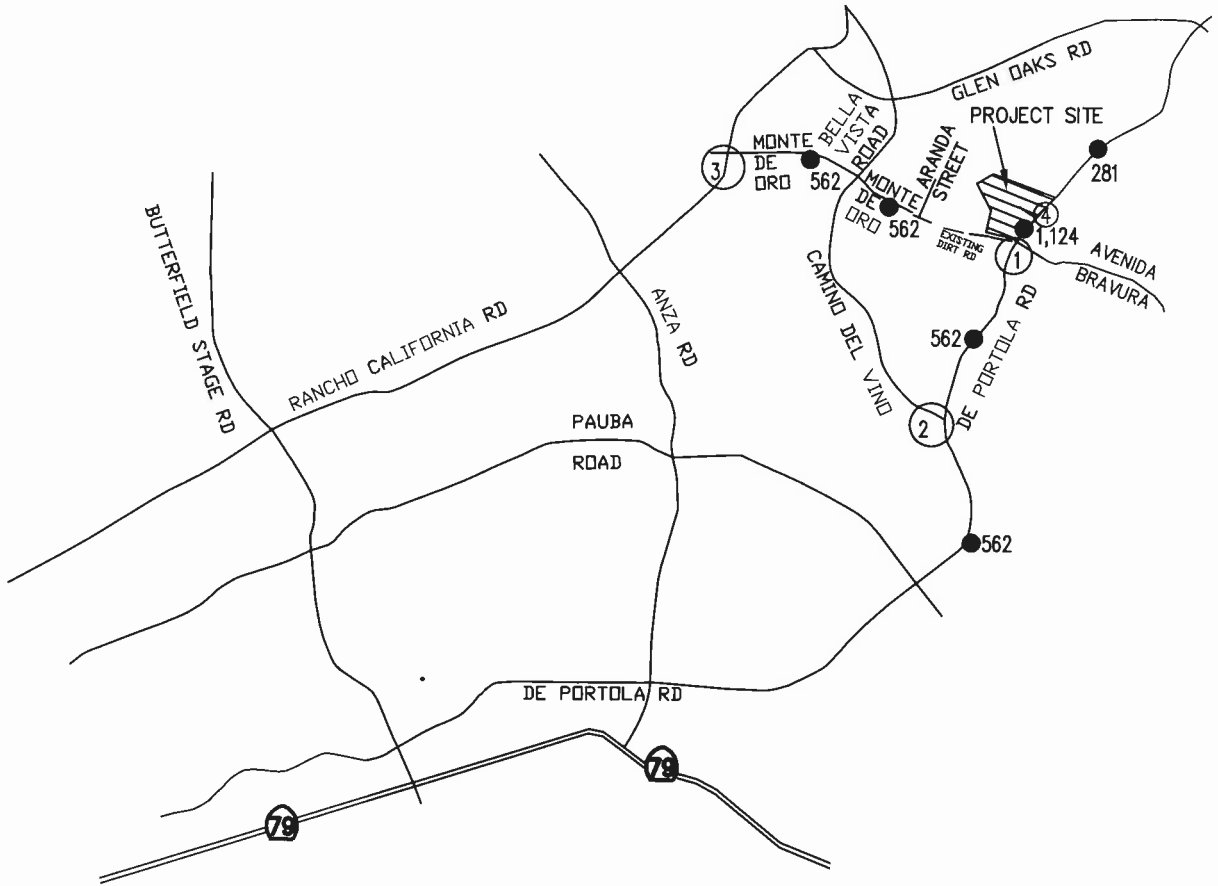 GLEN OAKS RD
PROJECT SITE
BELLA
VISTA
ROAD
MONTE
DE
ORO
3
562
ARANDA
STREET
MONTE
DE
ORO
562
281
4
1,124
EXISTING
DIRT RD
1
AVENIDA
BRAVURA
BUTTERFIELD STAGE RD
RANCHO CALIFORNIA RD
ANZA RD
CAMINO DEL VINO
562
DE PORTOLA RD
2
PAUBA
ROAD
562
DE PORTOLA RD
79
79